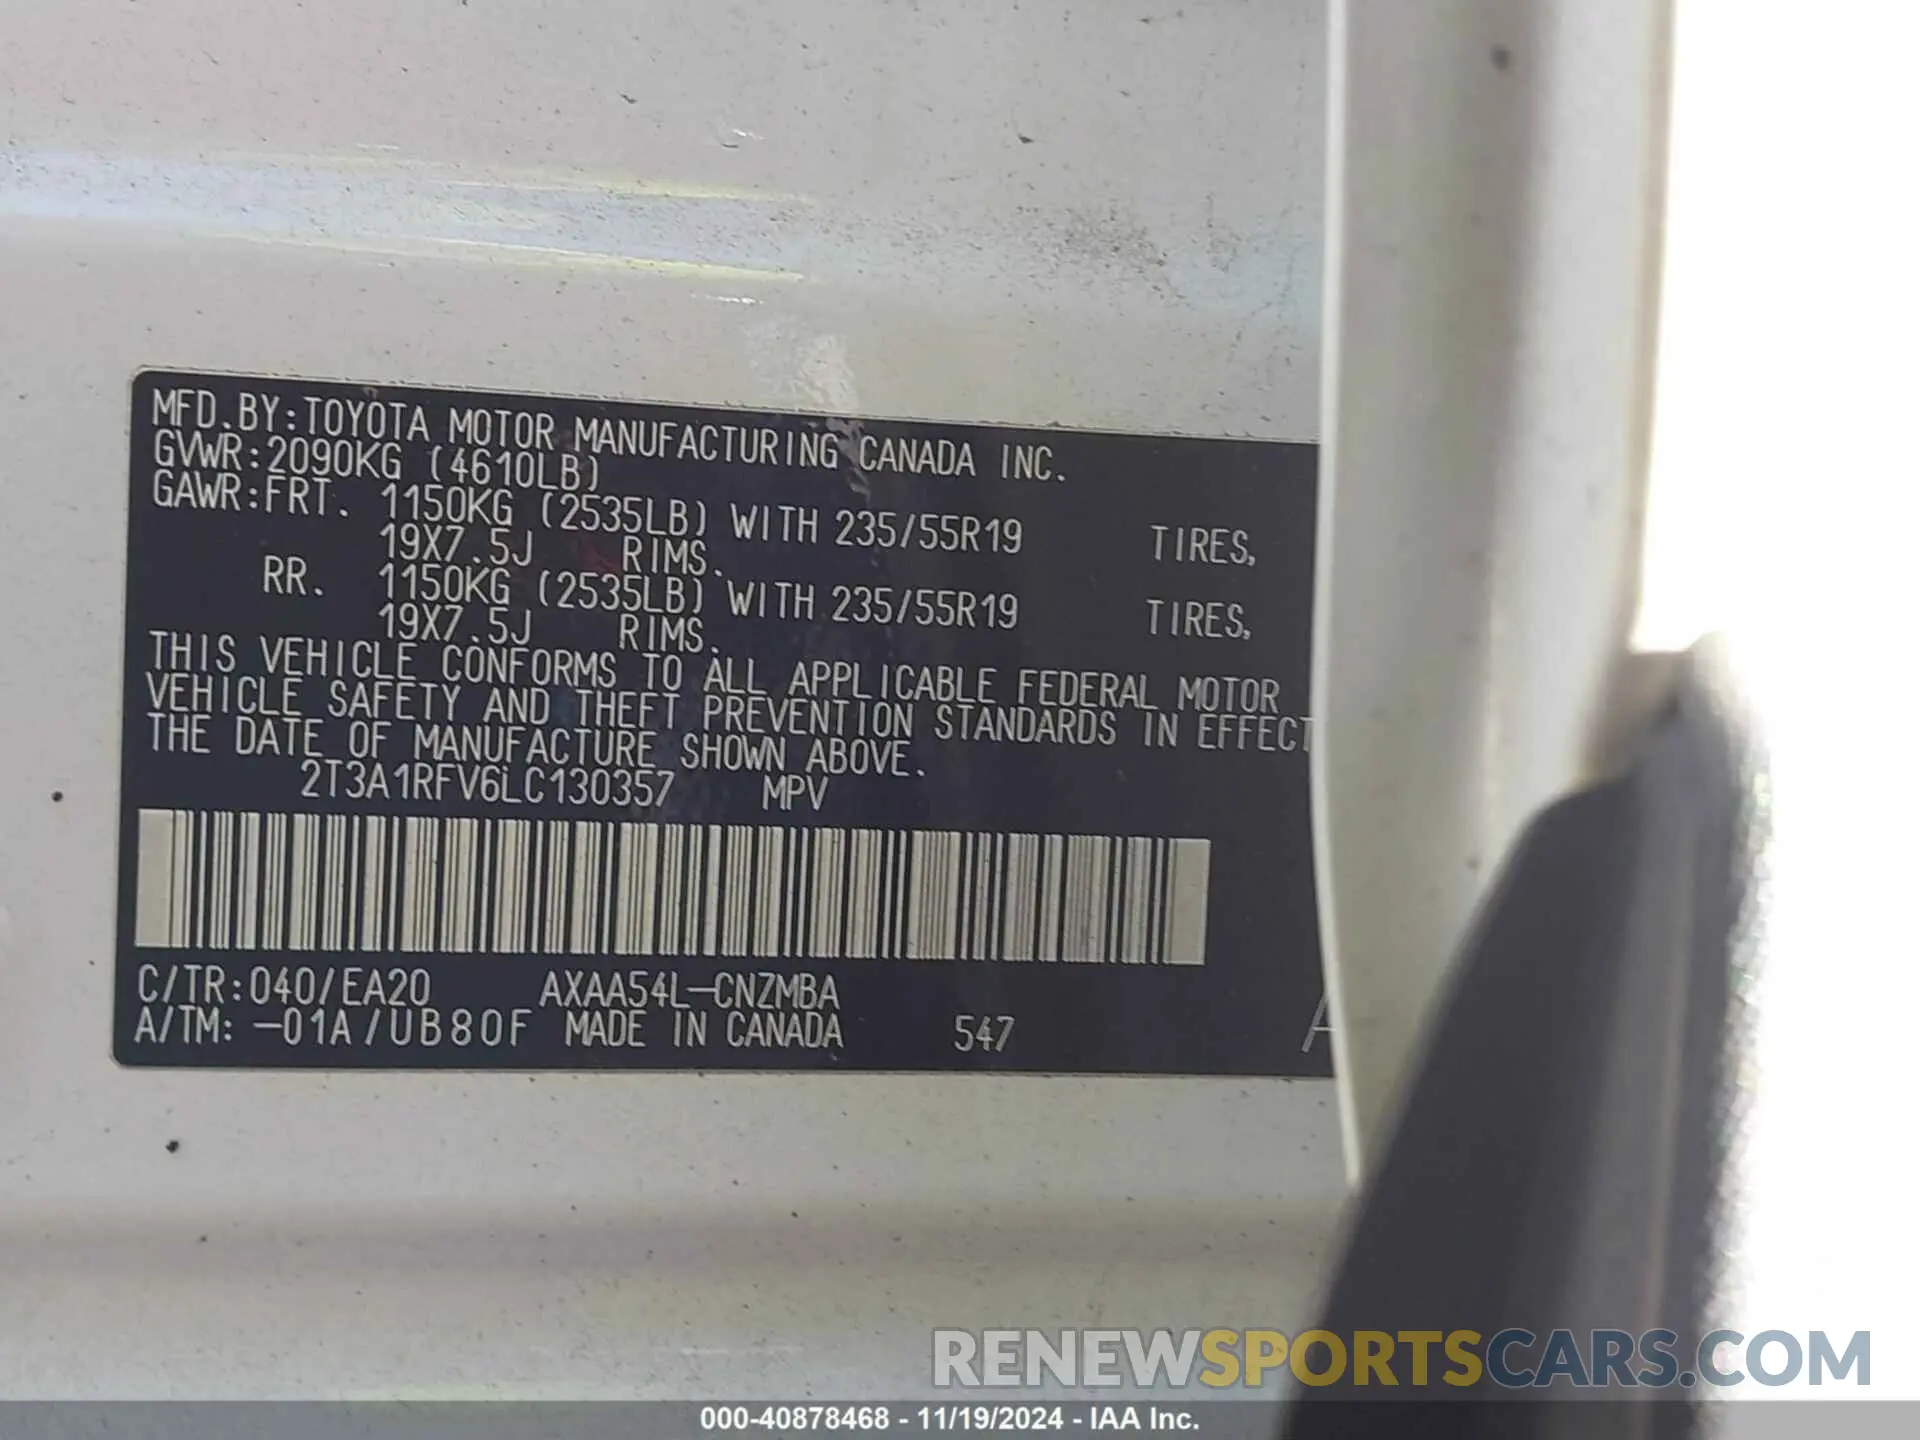 MFD.BY:TOYOTA MOTOR MANUFACTURING CANADA INC.
GVWR:2090KG (4610LB)
GAWR:FRT. 1150KG (2535LB) WITH 235/55R19 TIRES,
19X7.5J RIMS.
RR. 1150KG (2535LB) WITH 235/55R19 TIRES,
19X7.5J RIMS.
THIS VEHICLE CONFORMS TO ALL APPLICABLE FEDERAL MOTOR
VEHICLE SAFETY AND THEFT PREVENTION STANDARDS IN EFFECT
THE DATE OF MANUFACTURE SHOWN ABOVE.
2T3A1RFV6LC130357 MPV
C/TR:040/EA20 AXAA54L-CNZMBA
A/TM:-01A/UB80F MADE IN CANADA 547 A
RENEWSPORTSCARS.COM
000-40878468 - 11/19/2024 - IAA Inc.